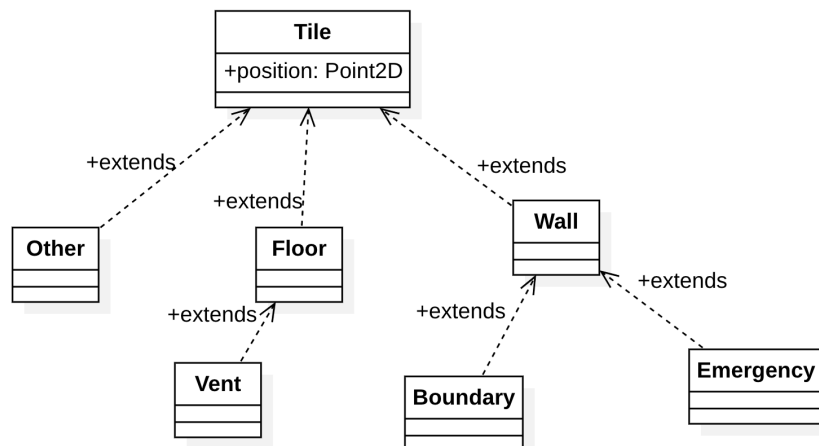 Tile
+position: Point2D
+extends
+extends
+extends
Other
Floor
Wall
+extends
+extends
+extends
Vent
Boundary
Emergency